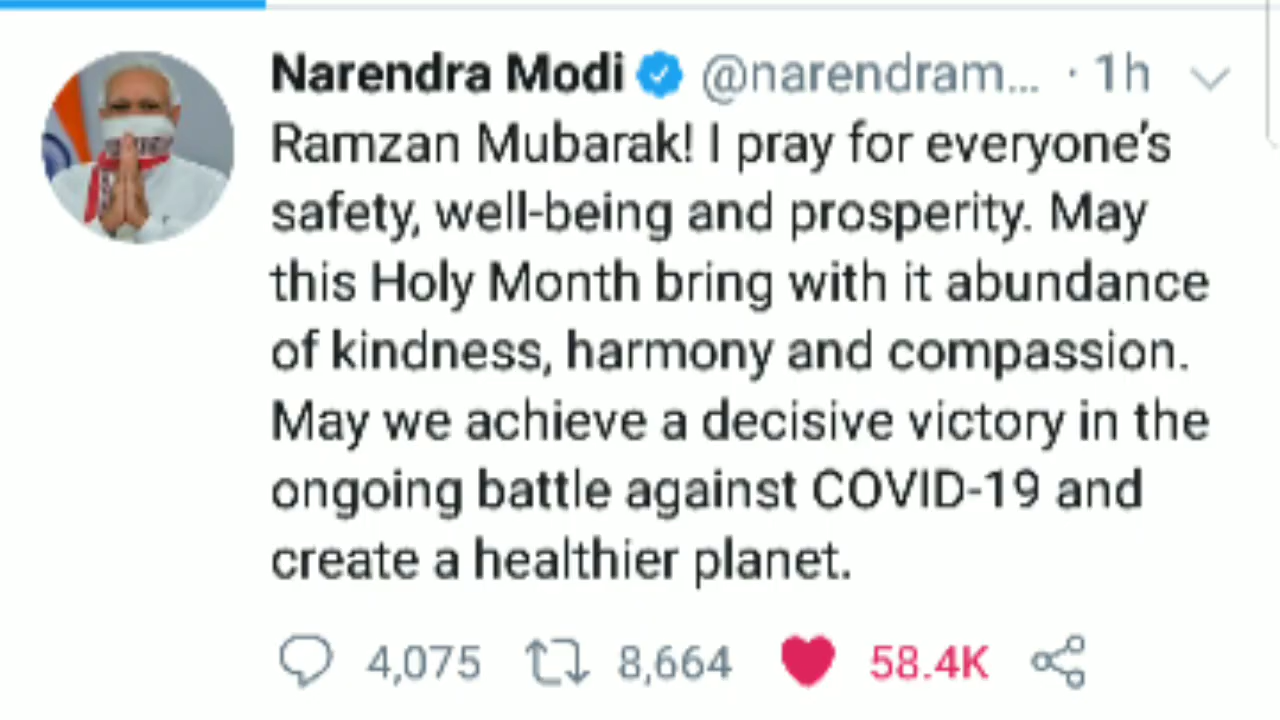 Narendra Modi @narendram... · 1h
Ramzan Mubarak! I pray for everyone's
safety, well-being and prosperity. May
this Holy Month bring with it abundance
of kindness, harmony and compassion.
May we achieve a decisive victory in the
ongoing battle against COVID-19 and
create a healthier planet.
4,075 8,664 58.4K